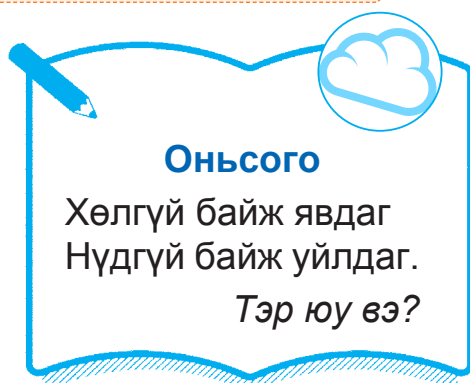 Оньсого
Хөлгүй байж явдаг
Нүдгүй байж уйлдаг.
Тэр юу вэ?